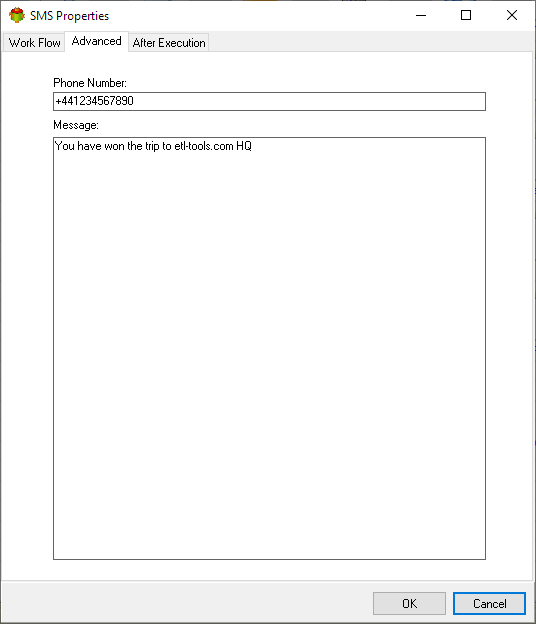 SMS Properties
Work Flow Advanced After Execution
Phone Number:
+441234567890
Message:
You have won the trip to etl-tools.com HQ
OK Cancel